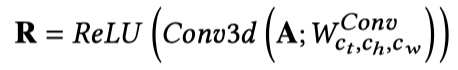 R = ReLU (Conv3d (A; W^{Conv}_{c_t,c_h,c_w}))